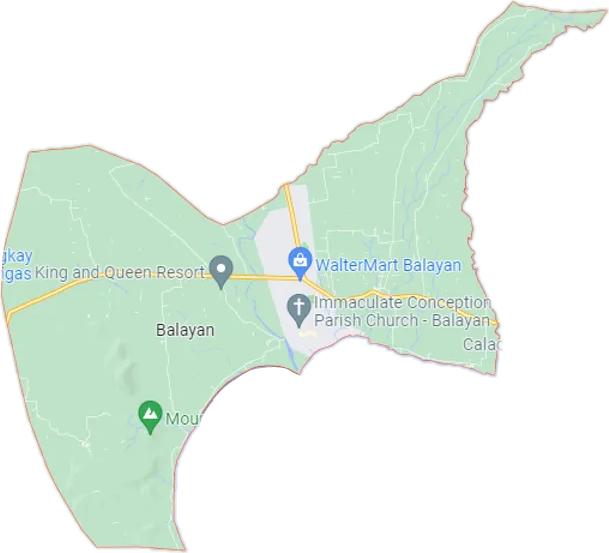 gkay
igas
King and Queen Resort
WalterMart Balayan
Immaculate Conception
Parish Church - Balayan
Balayan
Calac
Mou